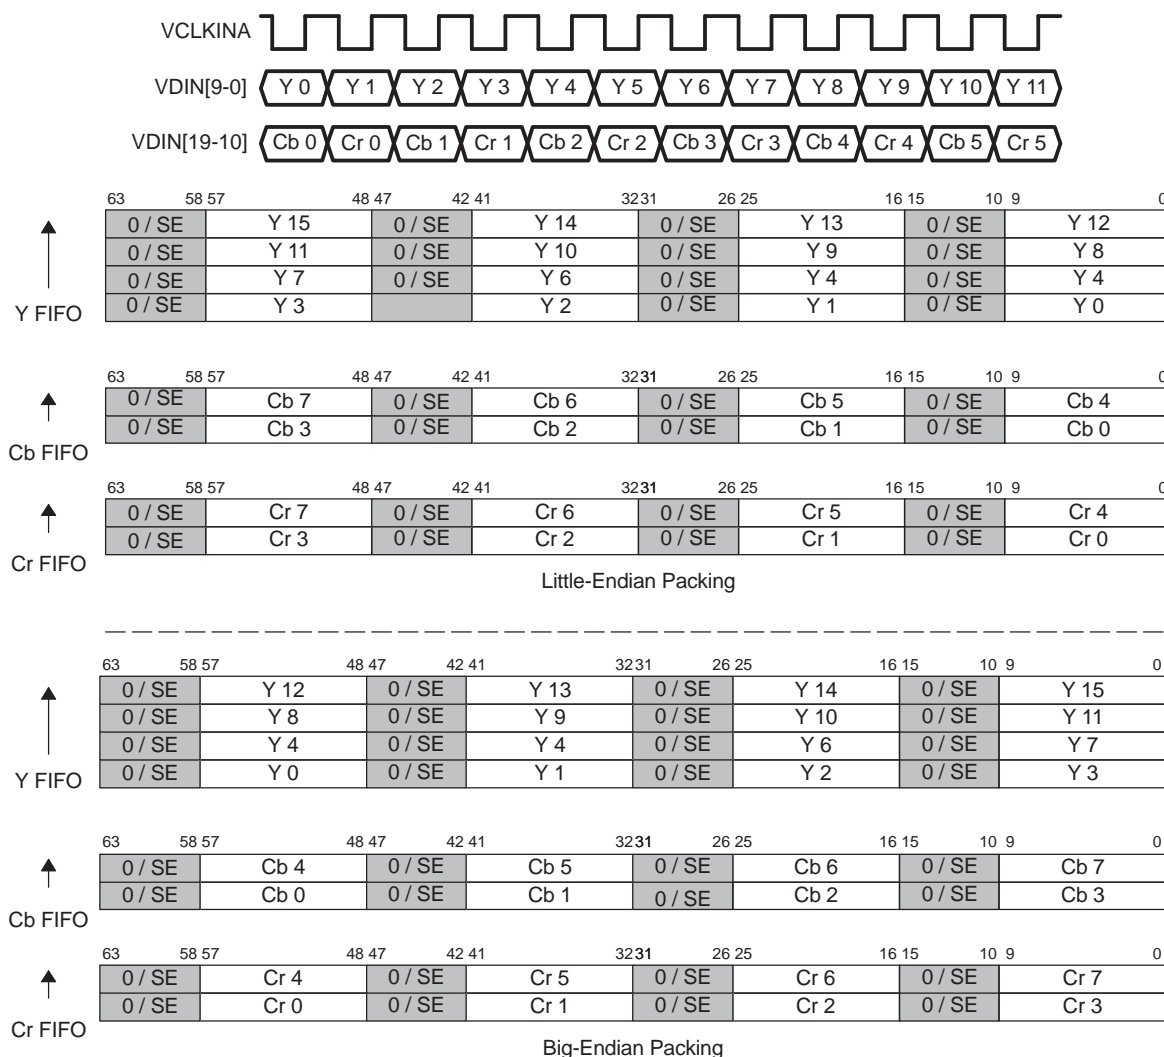 VCLKINA
VDIN[9-0] Y 0 Y 1 Y 2 Y 3 Y 4 Y 5 Y 6 Y 7 Y 8 Y 9 Y 10 Y 11
VDIN[19-10] Cb 0 Cr 0 Cb 1 Cr 1 Cb 2 Cr 2 Cb 3 Cr 3 Cb 4 Cr 4 Cb 5 Cr 5
63 58 57 48 47 42 41 32 31 26 25 16 15 10 9 0
0 / SE Y 15 0 / SE Y 14 0 / SE Y 13 0 / SE Y 12
0 / SE Y 11 0 / SE Y 10 0 / SE Y 9 0 / SE Y 8
0 / SE Y 7 0 / SE Y 6 0 / SE Y 4 0 / SE Y 4
0 / SE Y 3 Y 2 0 / SE Y 1 0 / SE Y 0
Y FIFO
63 58 57 48 47 42 41 32 31 26 25 16 15 10 9 0
0 / SE Cb 7 0 / SE Cb 6 0 / SE Cb 5 0 / SE Cb 4
0 / SE Cb 3 0 / SE Cb 2 0 / SE Cb 1 0 / SE Cb 0
Cb FIFO
63 58 57 48 47 42 41 32 31 26 25 16 15 10 9 0
0 / SE Cr 7 0 / SE Cr 6 0 / SE Cr 5 0 / SE Cr 4
0 / SE Cr 3 0 / SE Cr 2 0 / SE Cr 1 0 / SE Cr 0
Cr FIFO
Little-Endian Packing
63 58 57 48 47 42 41 32 31 26 25 16 15 10 9 0
0 / SE Y 12 0 / SE Y 13 0 / SE Y 14 0 / SE Y 15
0 / SE Y 8 0 / SE Y 9 0 / SE Y 10 0 / SE Y 11
0 / SE Y 4 0 / SE Y 4 0 / SE Y 6 0 / SE Y 7
0 / SE Y 0 0 / SE Y 1 0 / SE Y 2 0 / SE Y 3
Y FIFO
63 58 57 48 47 42 41 32 31 26 25 16 15 10 9 0
0 / SE Cb 4 0 / SE Cb 5 0 / SE Cb 6 0 / SE Cb 7
0 / SE Cb 0 0 / SE Cb 1 0 / SE Cb 2 0 / SE Cb 3
Cb FIFO
63 58 57 48 47 42 41 32 31 26 25 16 15 10 9 0
0 / SE Cr 4 0 / SE Cr 5 0 / SE Cr 6 0 / SE Cr 7
0 / SE Cr 0 0 / SE Cr 1 0 / SE Cr 2 0 / SE Cr 3
Cr FIFO
Big-Endian Packing